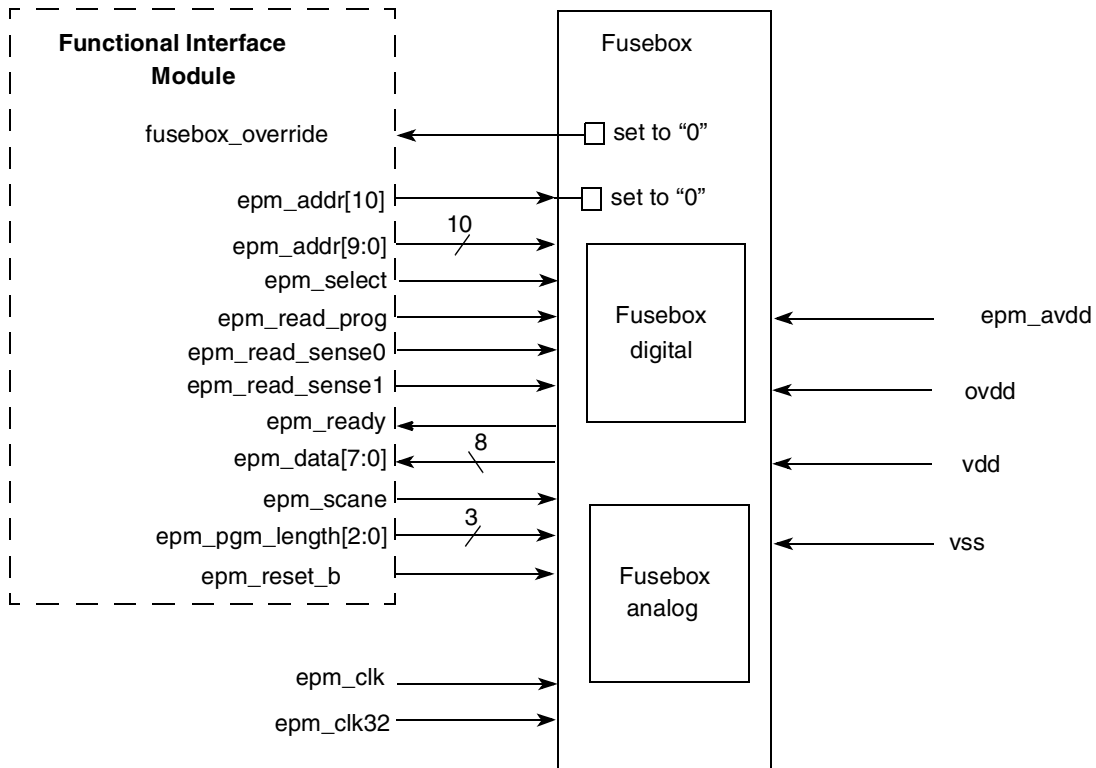 Functional Interface
Module
Fusebox
fusebox_override
set to “0”
epm_addr[10]
set to “0”
10
epm_addr[9:0]
epm_select
epm_read_prog
epm_read_sense0
epm_read_sense1
epm_ready
8
epm_data[7:0]
epm_scane
3
epm_pgm_length[2:0]
epm_reset_b
epm_clk
epm_clk32
Fusebox
digital
Fusebox
analog
epm_avdd
ovdd
vdd
vss